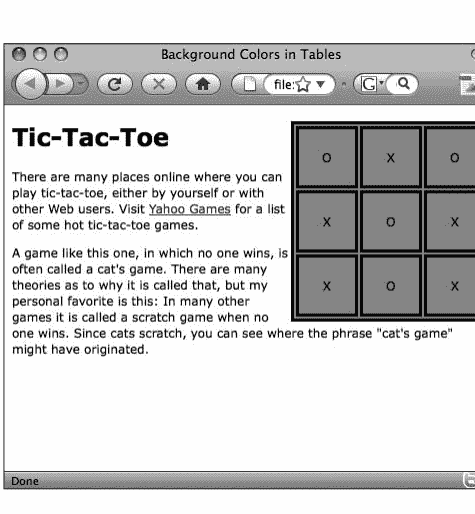 Background Colors in Tables
file:
G
Tic-Tac-Toe
There are many places online where you can
play tic-tac-toe, either by yourself or with
other Web users. Visit Yahoo Games for a list
of some hot tic-tac-toe games.
A game like this one, in which no one wins, is
often called a cat's game. There are many
theories as to why it is called that, but my
personal favorite is this: In many other
games it is called a scratch game when no
one wins. Since cats scratch, you can see where the phrase "cat's game"
might have originated.
O X O
X O X
X O X
Done